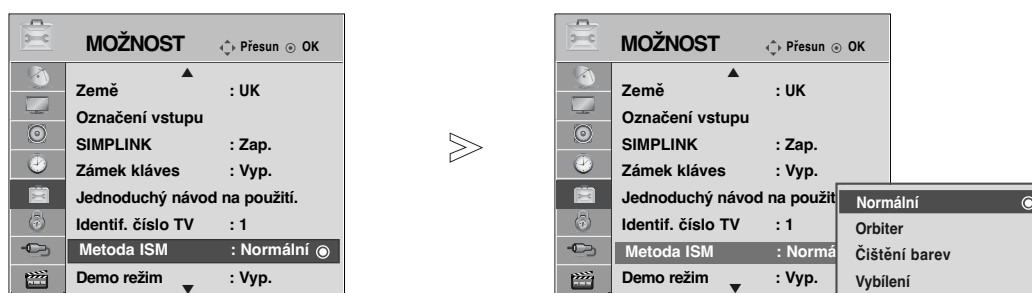 MOŽNOST Přesun OK
Země : UK
Označení vstupu
SIMPLINK : Zap.
Zámek kláves : Vyp.
Jednoduchý návod na použití.
Identif. číslo TV : 1
Metoda ISM : Normální
Demo režim : Vyp.
MOŽNOST Přesun OK
Země : UK
Označení vstupu
SIMPLINK : Zap.
Zámek kláves : Vyp.
Jednoduchý návod na použit
Identif. číslo TV : 1
Metoda ISM : Normá
Demo režim : Vyp.
Normální
Orbiter
Čištění barev
Vybílení